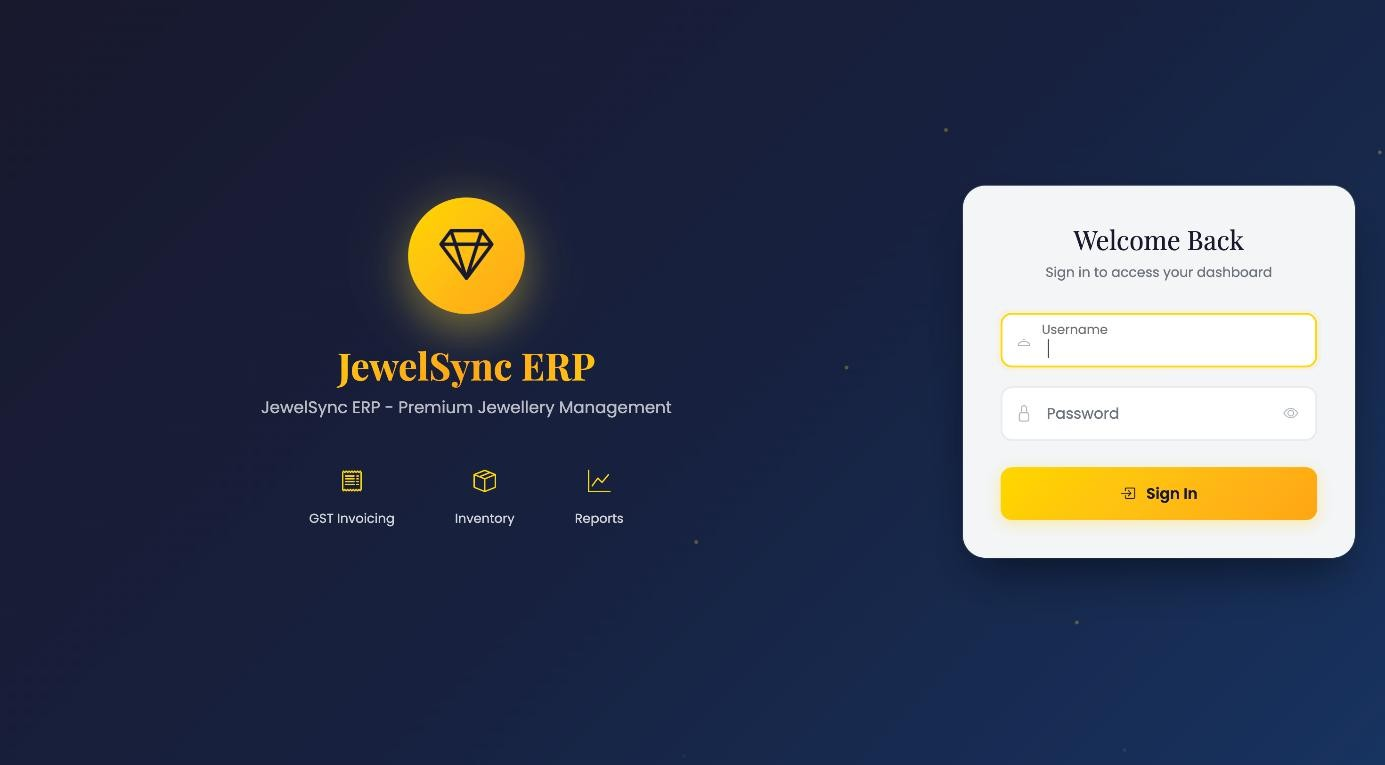 JewelSync ERP
JewelSync ERP - Premium Jewellery Management
GST Invoicing
Inventory
Reports
Welcome Back
Sign in to access your dashboard
Username
Password
Sign In